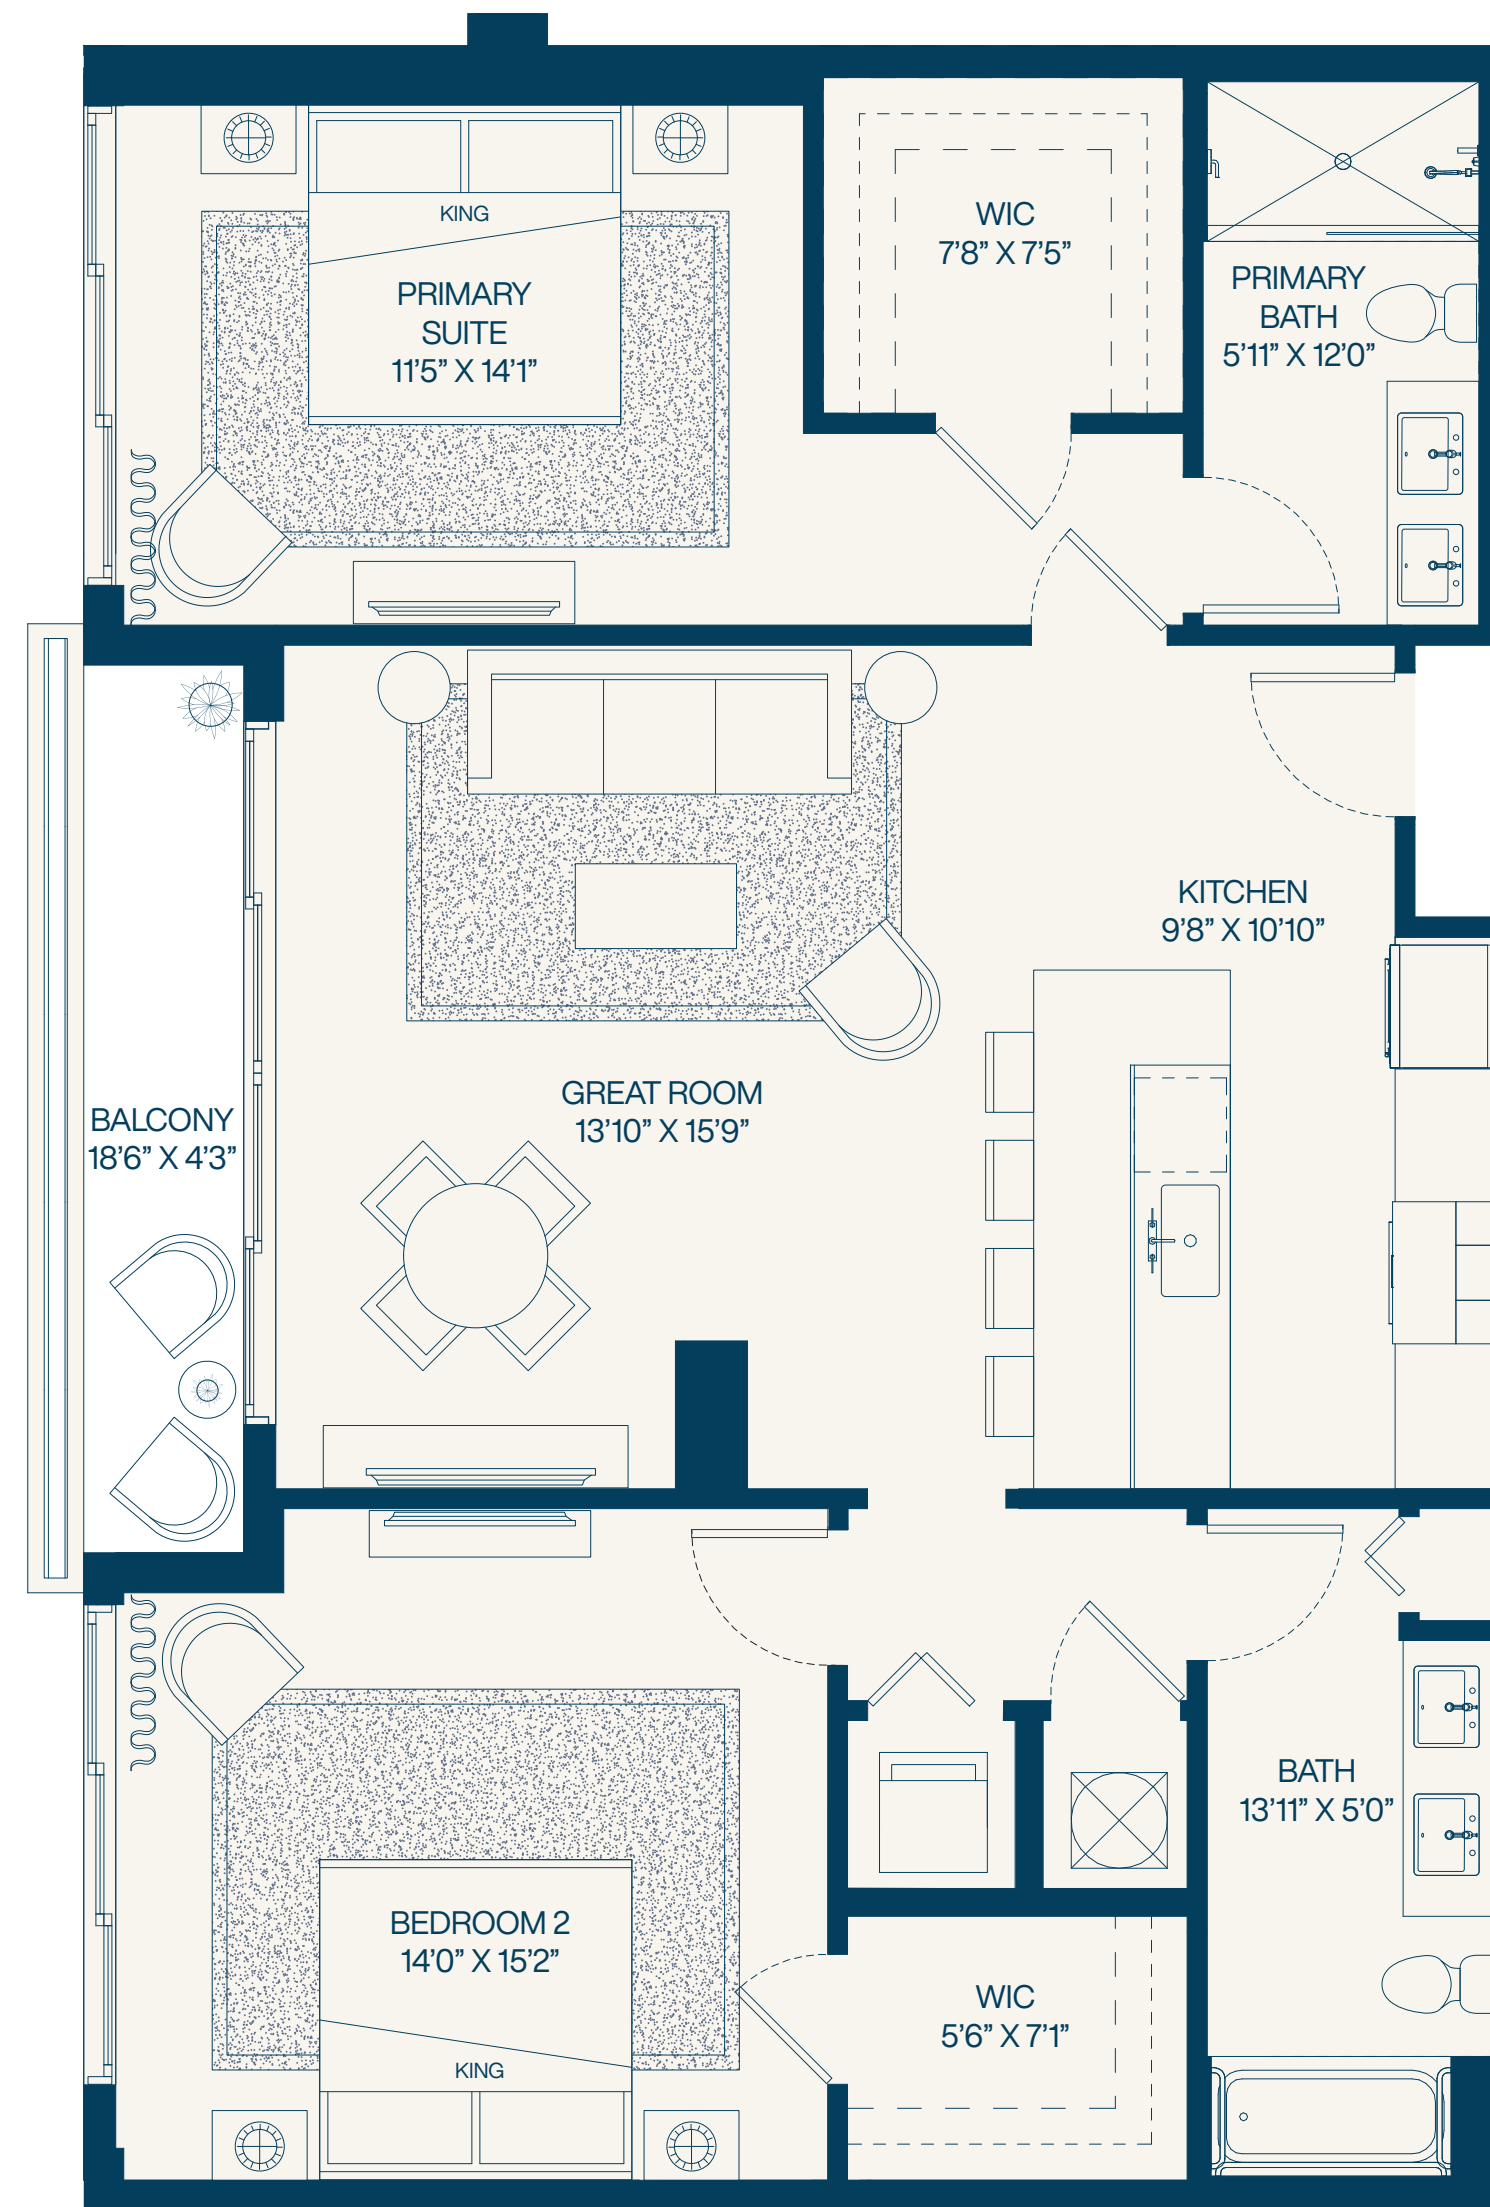 KING
PRIMARY
SUITE
11’5” X 14’1”
WIC
7’8” X 7’5”
PRIMARY
BATH
5’11” X 12’0”
KITCHEN
9’8” X 10’10”
GREAT ROOM
13’10” X 15’9”
BALCONY
18’6” X 4’3”
BATH
13’11” X 5’0”
BEDROOM 2
14’0” X 15’2”
WIC
5’6” X 7’1”
KING